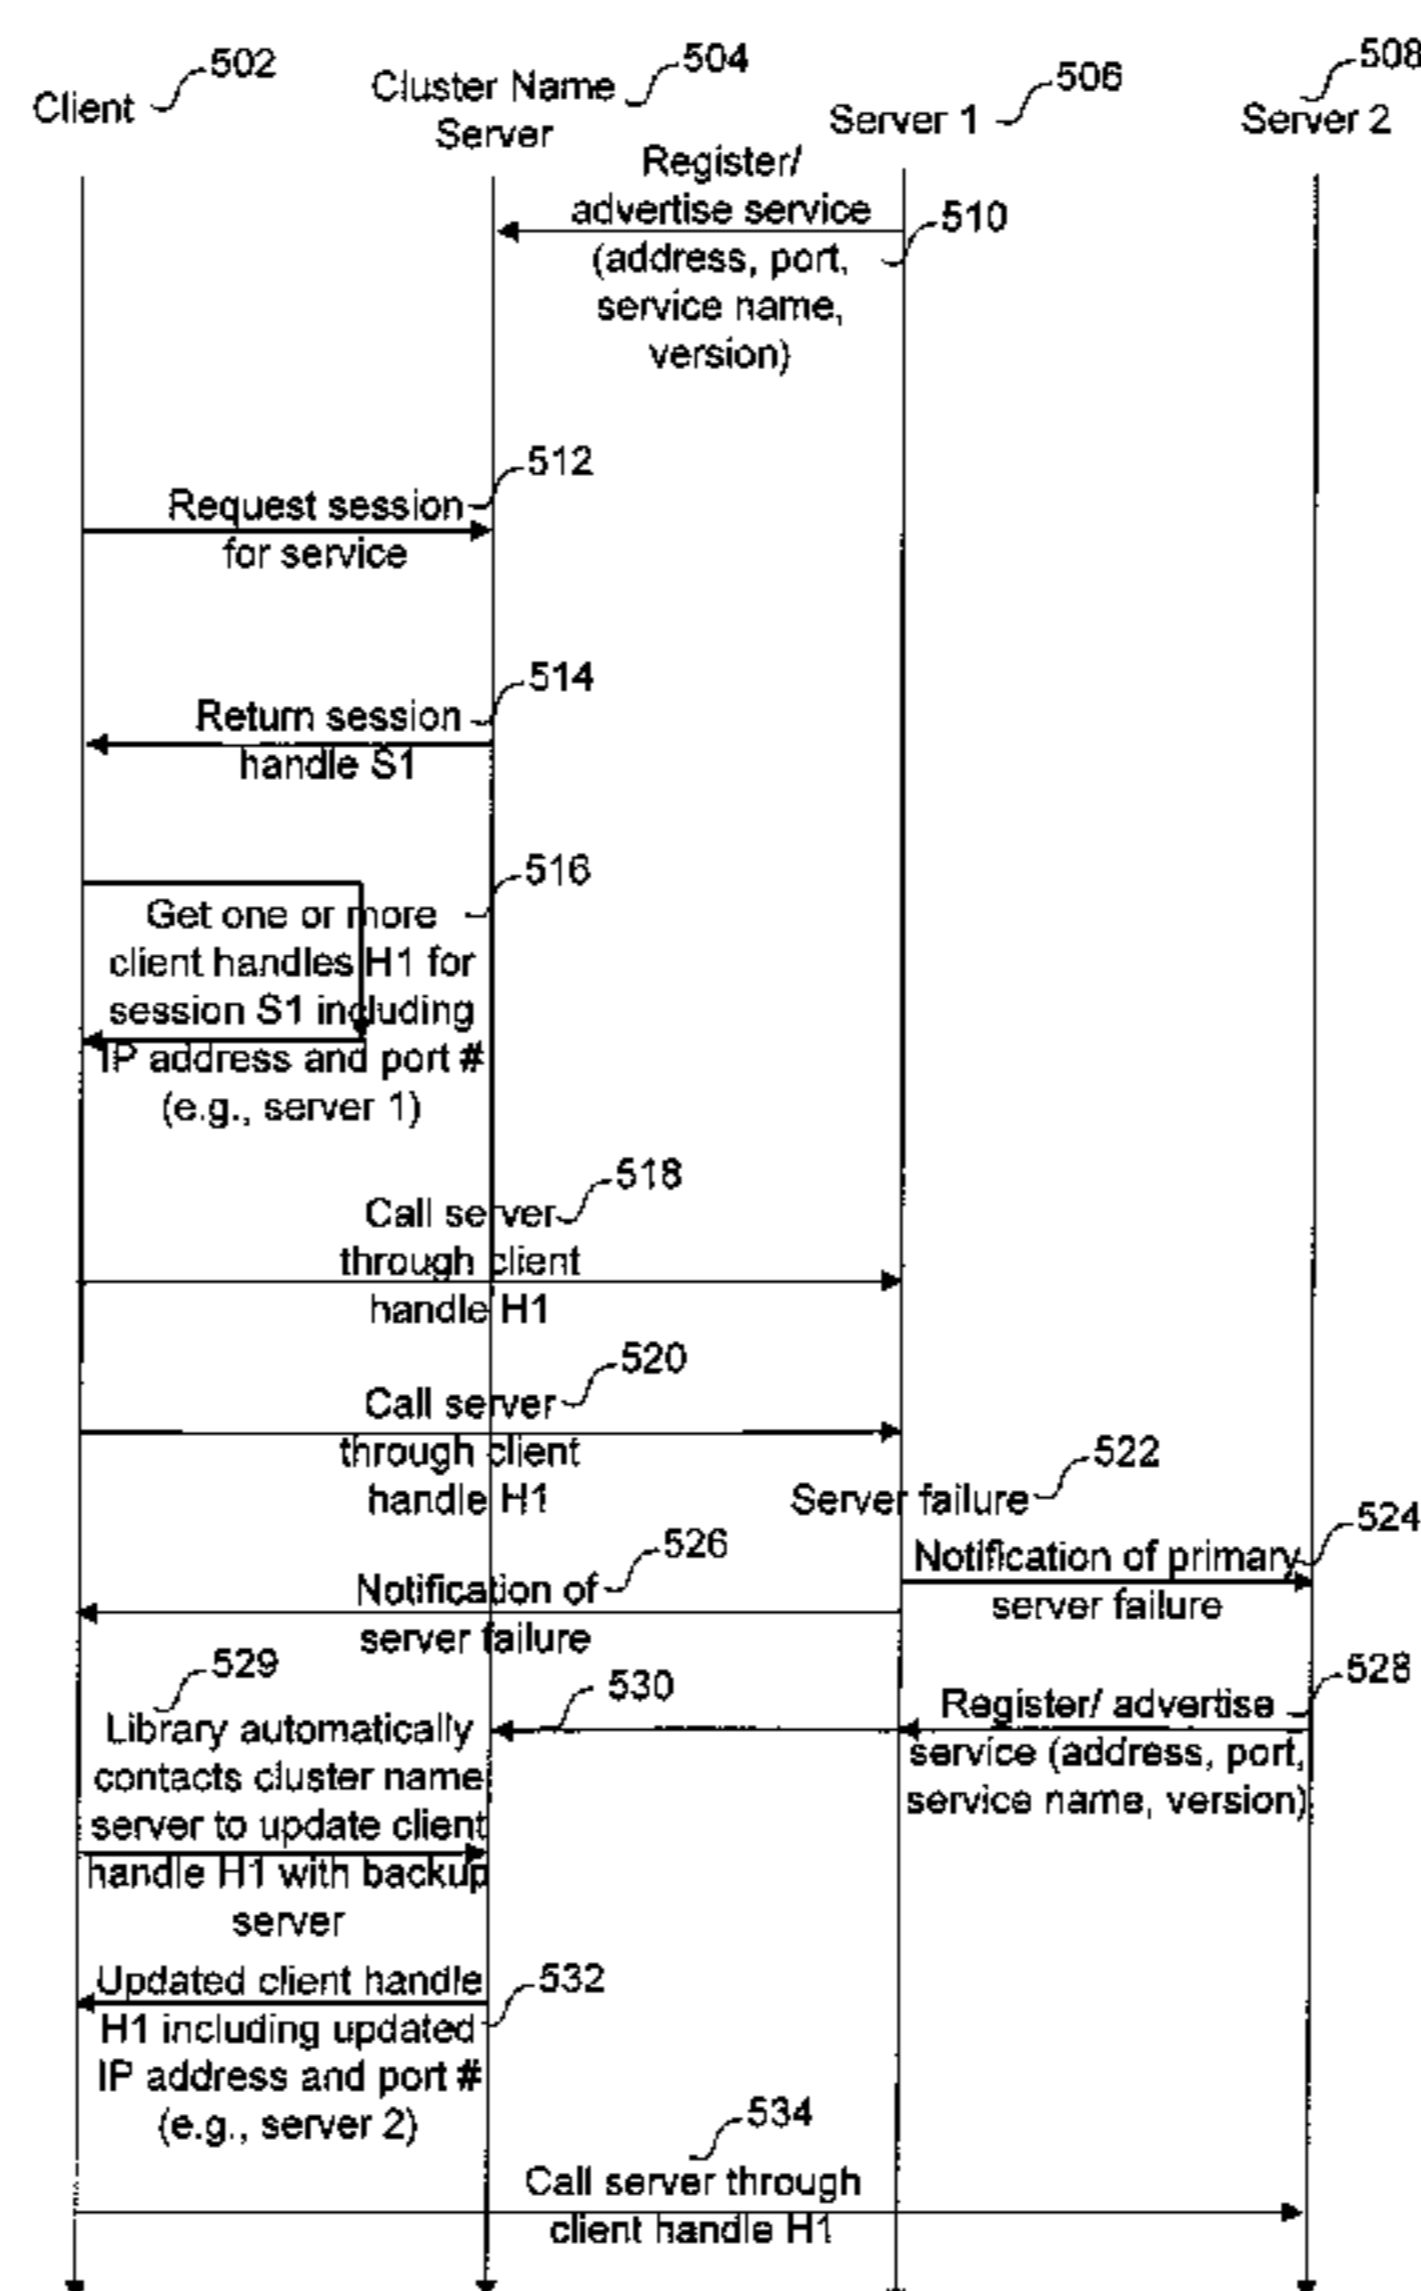 502
Client
504
Cluster Name
Server
506
Server 1
508
Server 2
Register/
advertise service
510
(address, port,
service name,
version)
512
Request session
for service
514
Return session
handle S1
516
Get one or more
client handles H1 for
session S1 including
IP address and port #
(e.g., server 1)
518
Call server
through client
handle H1
520
Call server
through client
handle H1
522
Server failure
524
Notification of primary
server failure
526
Notification of
server failure
528
Register/ advertise
service (address, port,
service name, version)
530
529
Library automatically
contacts cluster name
server to update client
handle H1 with backup
server
532
Updated client handle
H1 including updated
IP address and port #
(e.g., server 2)
534
Call server through
client handle H1